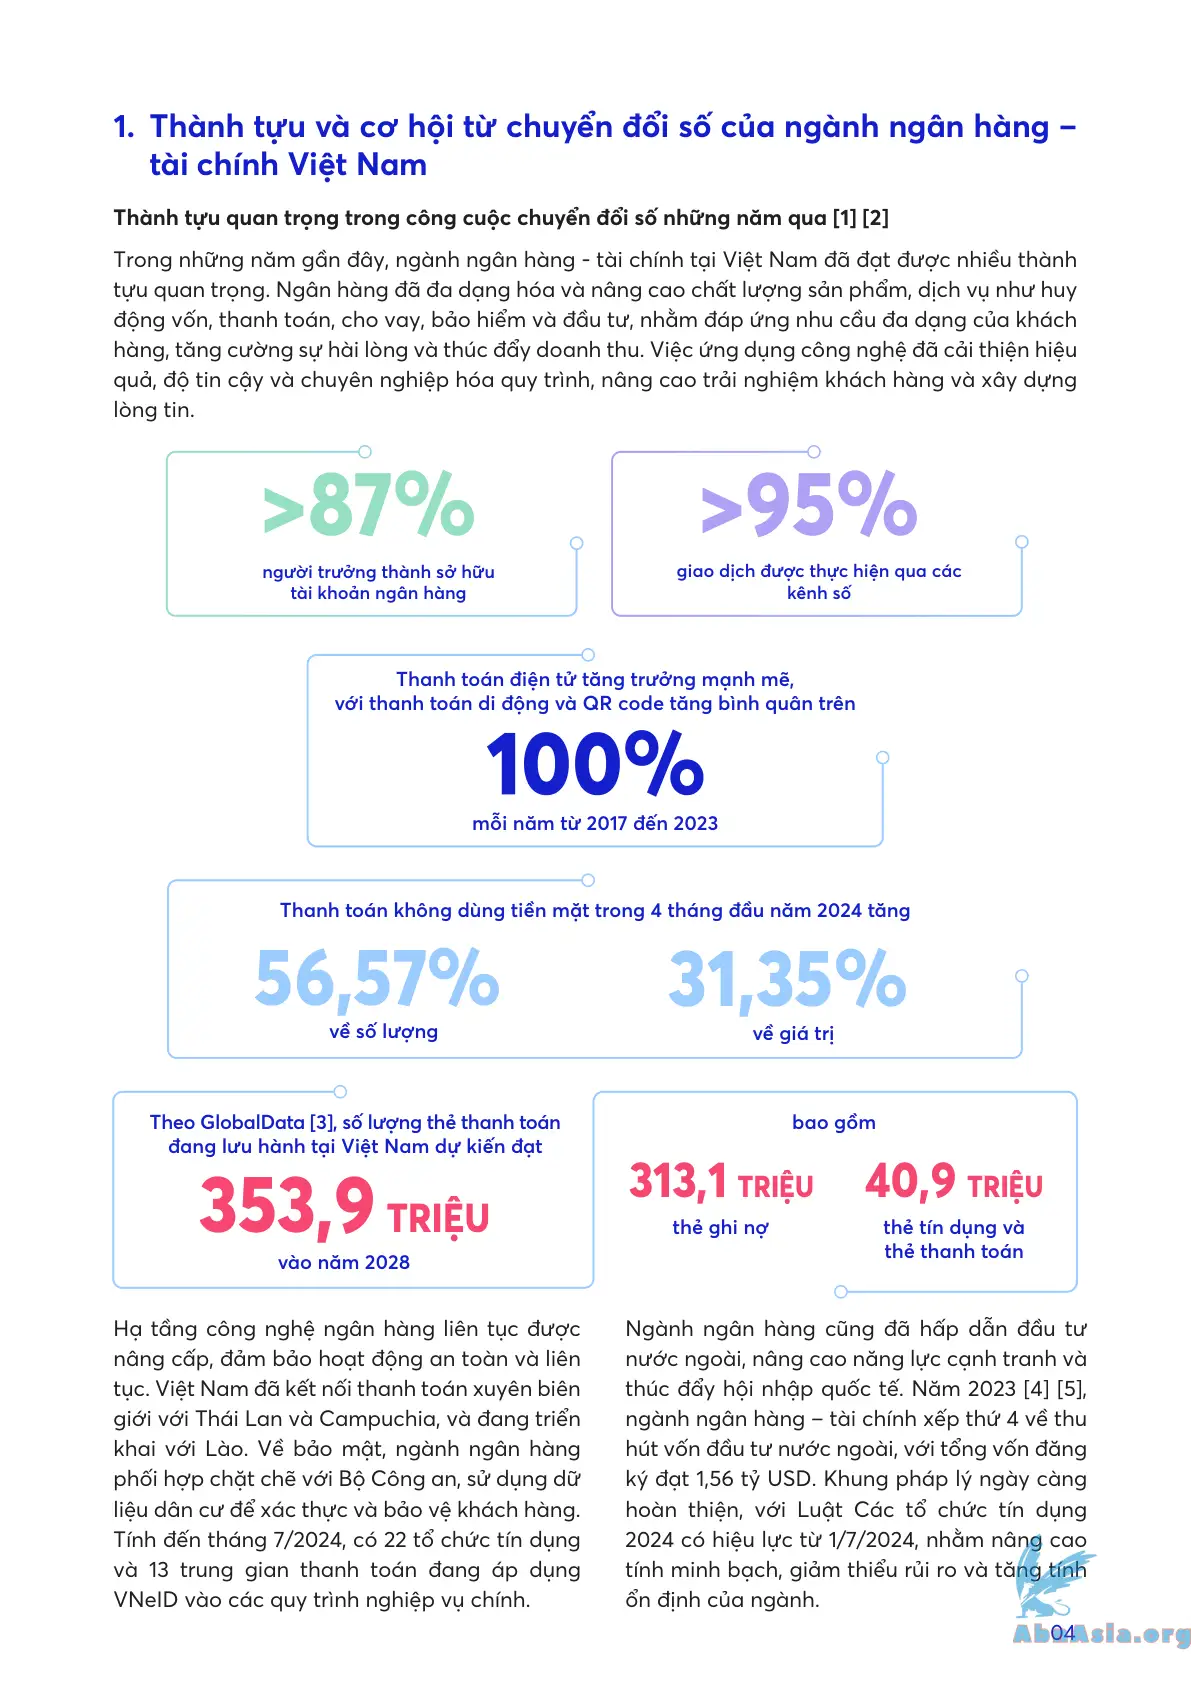 1. Thành tựu và cơ hội từ chuyển đổi số của ngành ngân hàng –
tài chính Việt Nam
Thành tựu quan trọng trong công cuộc chuyển đổi số những năm qua [1] [2]
Trong những năm gần đây, ngành ngân hàng - tài chính tại Việt Nam đã đạt được nhiều thành
tựu quan trọng. Ngân hàng đã đa dạng hóa và nâng cao chất lượng sản phẩm, dịch vụ như huy
động vốn, thanh toán, cho vay, bảo hiểm và đầu tư, nhằm đáp ứng nhu cầu đa dạng của khách
hàng, tăng cường sự hài lòng và thúc đẩy doanh thu. Việc ứng dụng công nghệ đã cải thiện hiệu
quả, độ tin cậy và chuyên nghiệp hóa quy trình, nâng cao trải nghiệm khách hàng và xây dựng
lòng tin.
>87%
người trưởng thành sở hữu
tài khoản ngân hàng
>95%
giao dịch được thực hiện qua các
kênh số
Thanh toán điện tử tăng trưởng mạnh mẽ,
với thanh toán di động và QR code tăng bình quân trên
100%
mỗi năm từ 2017 đến 2023
Thanh toán không dùng tiền mặt trong 4 tháng đầu năm 2024 tăng
56,57%
về số lượng
31,35%
về giá trị
Theo GlobalData [3], số lượng thẻ thanh toán
đang lưu hành tại Việt Nam dự kiến đạt
353,9 TRIỆU
vào năm 2028
bao gồm
313,1 TRIỆU
thẻ ghi nợ
40,9 TRIỆU
thẻ tín dụng và
thẻ thanh toán
Hạ tầng công nghệ ngân hàng liên tục được
nâng cấp, đảm bảo hoạt động an toàn và liên
tục. Việt Nam đã kết nối thanh toán xuyên biên
giới với Thái Lan và Campuchia, và đang triển
khai với Lào. Về bảo mật, ngành ngân hàng
phối hợp chặt chẽ với Bộ Công an, sử dụng dữ
liệu dân cư để xác thực và bảo vệ khách hàng.
Tính đến tháng 7/2024, có 22 tổ chức tín dụng
và 13 trung gian thanh toán đang áp dụng
VNeID vào các quy trình nghiệp vụ chính.
Ngành ngân hàng cũng đã hấp dẫn đầu tư
nước ngoài, nâng cao năng lực cạnh tranh và
thúc đẩy hội nhập quốc tế. Năm 2023 [4] [5],
ngành ngân hàng – tài chính xếp thứ 4 về thu
hút vốn đầu tư nước ngoài, với tổng vốn đăng
ký đạt 1,56 tỷ USD. Khung pháp lý ngày càng
hoàn thiện, với Luật Các tổ chức tín dụng
2024 có hiệu lực từ 1/7/2024, nhằm nâng cao
tính minh bạch, giảm thiểu rủi ro và tăng tính
ổn định của ngành.
04